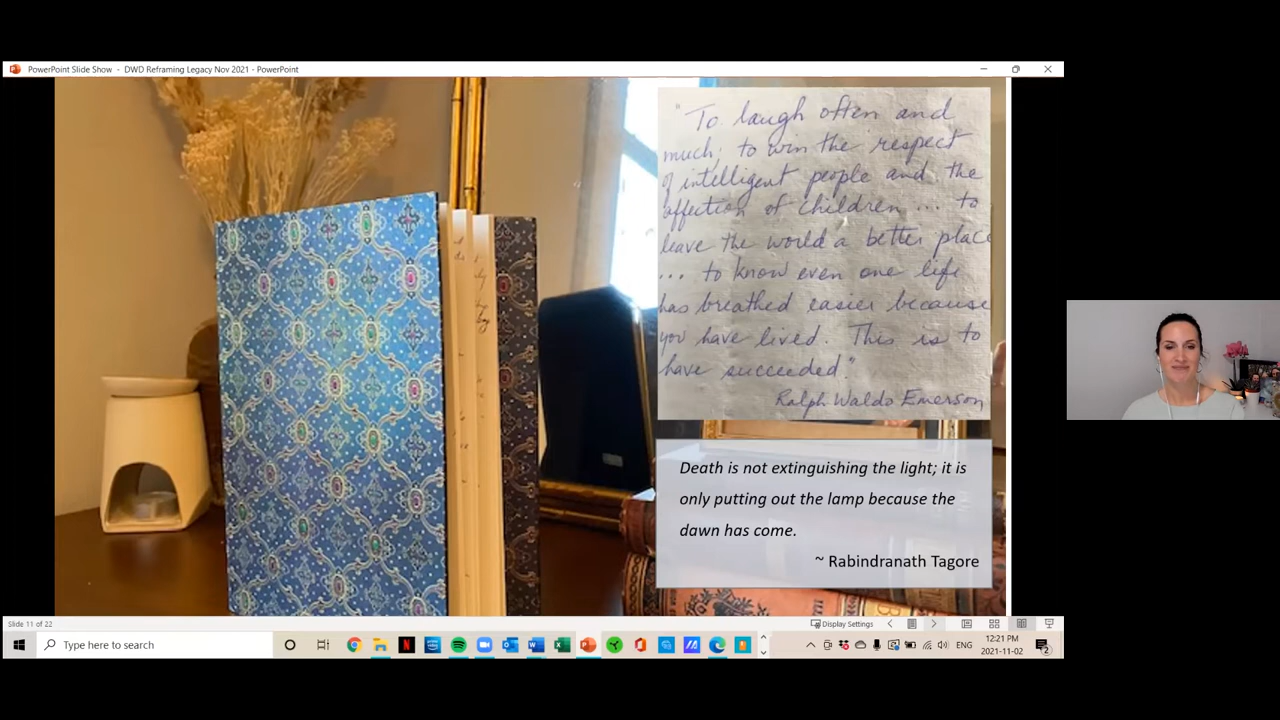 PowerPoint Slide Show - DWD Reframing Legacy Nov 2021 - PowerPoint
"To laugh often and
much; to win the respect
of intelligent people and the
affection of children ... to
leave the world a better plac
... to know even one life
has breathed easier because
you have lived. This is to
have succeeded."
Ralph Waldo Emerson
Death is not extinguishing the light; it is
only putting out the lamp because the
dawn has come.
~ Rabindranath Tagore
Slide 11 of 22
Display Settings
Type here to search
ENG
12:21 PM
2021-11-02
2